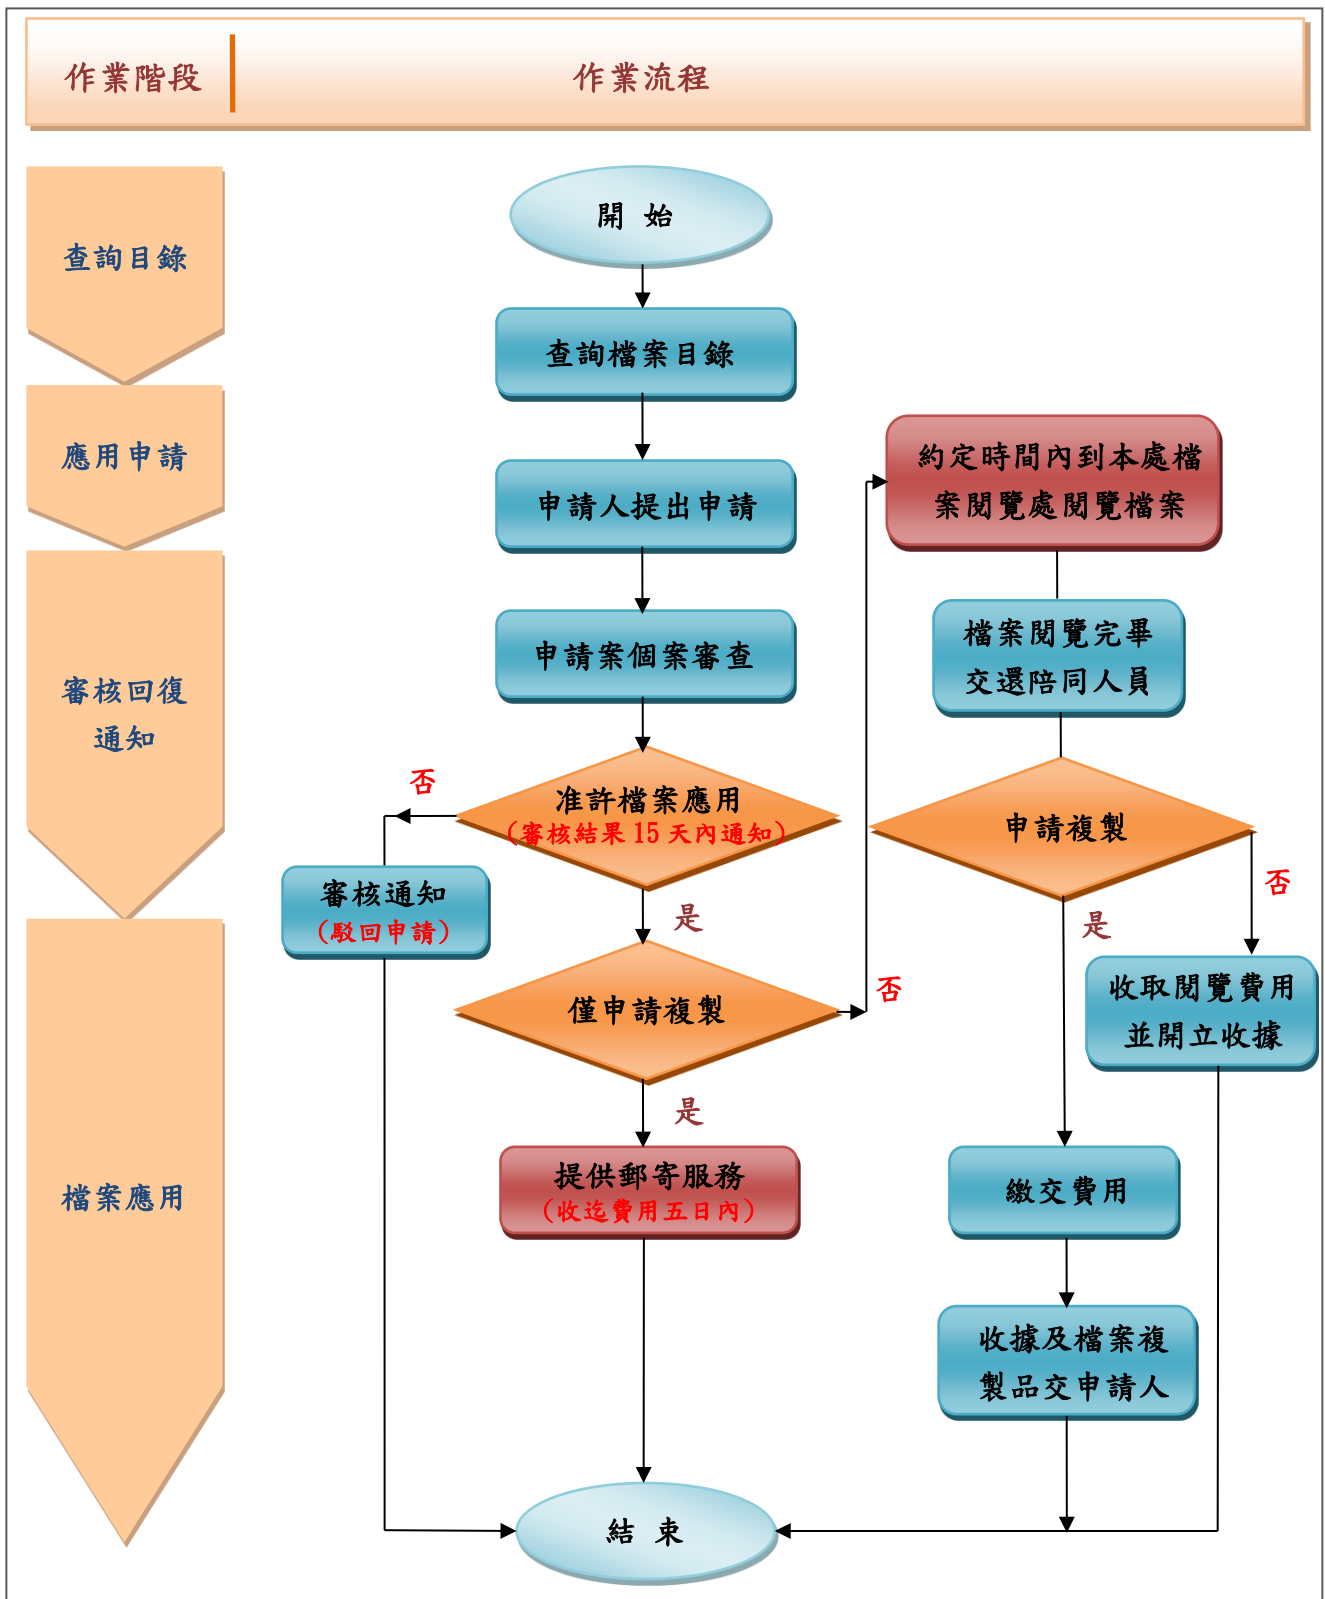 作業階段
作業流程
查詢目錄
應用申請
審核回復
通知
檔案應用
開 始
查詢檔案目錄
申請人提出申請
申請案個案審查
准許檔案應用
(審核結果 15 天內通知)
否
審核通知
(駁回申請)
是
僅申請複製
否
是
提供郵寄服務
(收迄費用五日內)
約定時間內到本處檔
案閱覽處閱覽檔案
檔案閱覽完畢
交還陪同人員
申請複製
否
是
收取閱覽費用
並開立收據
繳交費用
收據及檔案複
製品交申請人
結 束